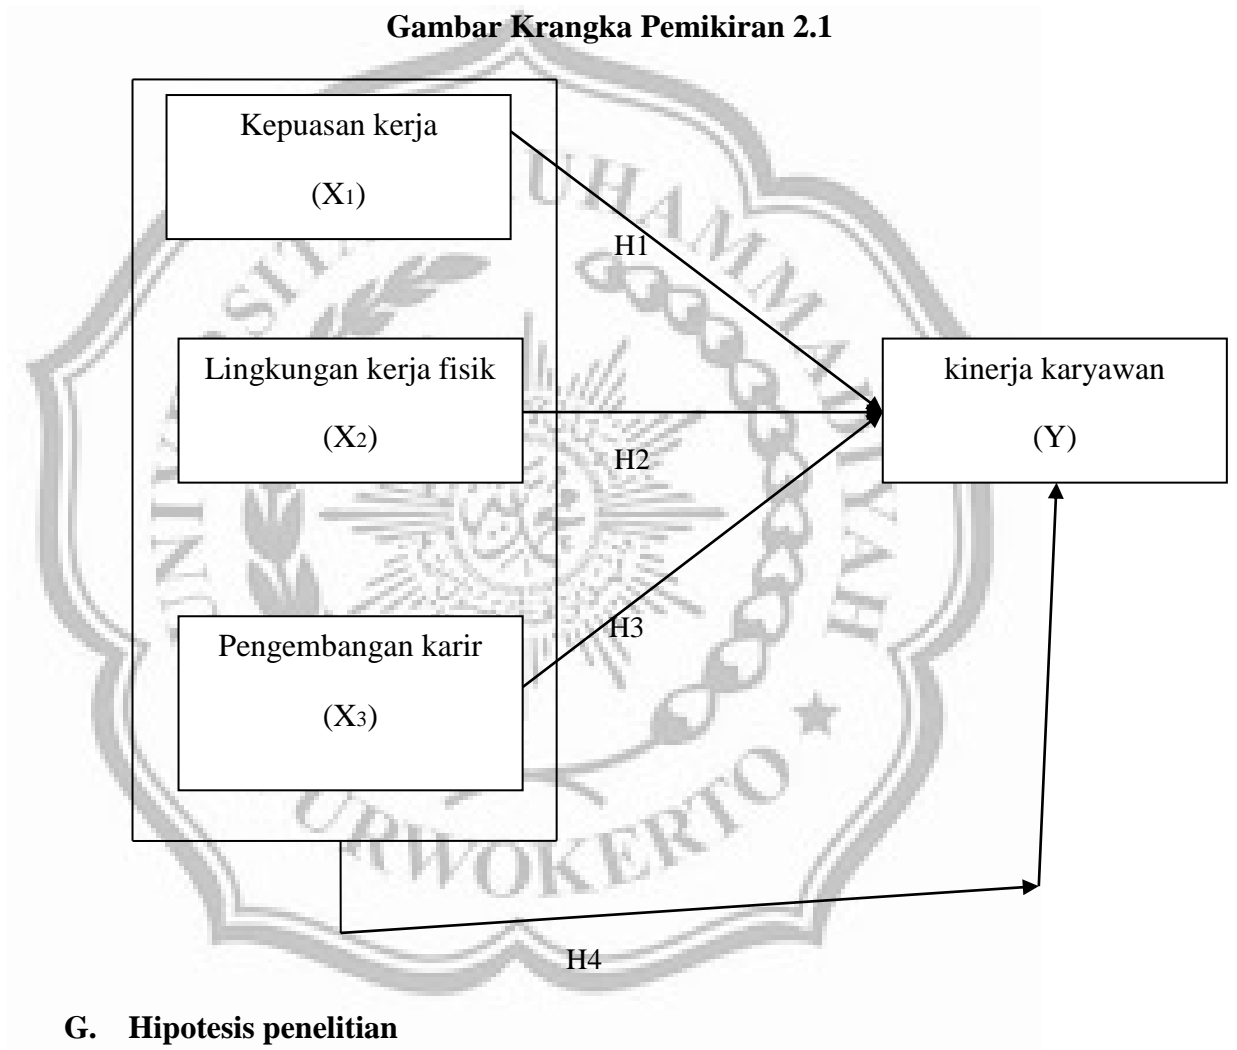 Gambar Krangka Pemikiran 2.1
Kepuasan kerja
(X1)
H1
Lingkungan kerja fisik
(X2)
H2
kinerja karyawan
(Y)
Pengembangan karir
(X3)
H3
H4
G. Hipotesis penelitian